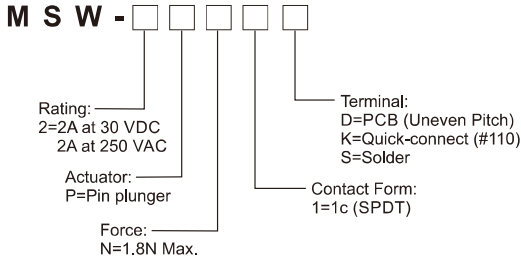 MSW-
Rating:
2=2A at 30 VDC
2A at 250 VAC
Actuator:
P=Pin plunger
Force:
N=1.8N Max.
Terminal:
D=PCB (Uneven Pitch)
K=Quick-connect (#110)
S=Solder
Contact Form:
1=1c (SPDT)